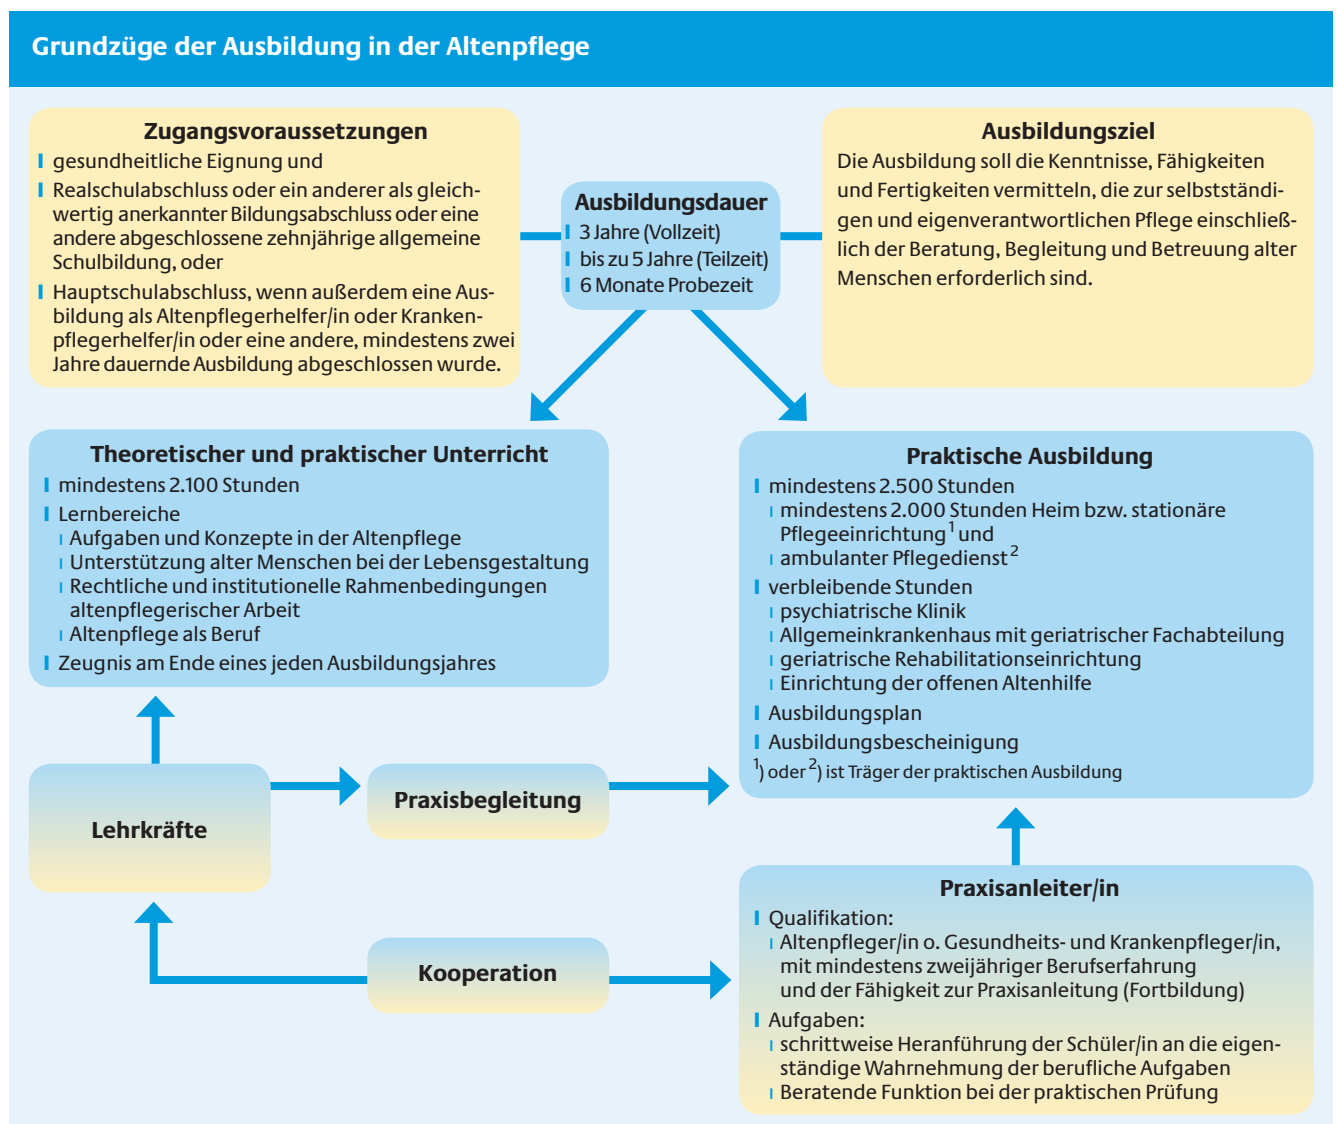 Grundzüge der Ausbildung in der Altenpflege
Zugangsvoraussetzungen
gesundheitliche Eignung und
Realschulabschluss oder ein anderer als gleich-
wertig anerkannter Bildungsabschluss oder eine
andere abgeschlossene zehnjährige allgemeine
Schulbildung, oder
Hauptschulabschluss, wenn außerdem eine Aus-
bildung als Altenpflegerhelfer/in oder Kranken-
pflegerhelfer/in oder eine andere, mindestens zwei
Jahre dauernde Ausbildung abgeschlossen wurde.
Ausbildungsdauer
3 Jahre (Vollzeit)
bis zu 5 Jahre (Teilzeit)
6 Monate Probezeit
Ausbildungsziel
Die Ausbildung soll die Kenntnisse, Fähigkeiten
und Fertigkeiten vermitteln, die zur selbstständi-
gen und eigenverantwortlichen Pflege einschließ-
lich der Beratung, Begleitung und Betreuung alter
Menschen erforderlich sind.
Theoretischer und praktischer Unterricht
mindestens 2.100 Stunden
Lernbereiche
Aufgaben und Konzepte in der Altenpflege
Unterstützung alter Menschen bei der Lebensgestaltung
Rechtliche und institutionelle Rahmenbedingungen
altenpflegerischer Arbeit
Altenpflege als Beruf
Zeugnis am Ende eines jeden Ausbildungsjahres
Praktische Ausbildung
mindestens 2.500 Stunden
mindestens 2.000 Stunden Heim bzw. stationäre
Pflegeeinrichtung¹ und
ambulanter Pflegedienst²
verbleibende Stunden
psychiatrische Klinik
Allgemeinkrankenhaus mit geriatrischer Fachabteilung
geriatrische Rehabilitationseinrichtung
Einrichtung der offenen Altenhilfe
Ausbildungsplan
Ausbildungsbescheinigung
¹) oder ²) ist Träger der praktischen Ausbildung
Lehrkräfte
Praxisbegleitung
Kooperation
Praxisanleiter/in
Qualifikation:
Altenpfleger/in o. Gesundheits- und Krankenpfleger/in,
mit mindestens zweijähriger Berufserfahrung
und der Fähigkeit zur Praxisanleitung (Fortbildung)
Aufgaben:
schrittweise Heranführung der Schüler/in an die eigen-
ständige Wahrnehmung der berufliche Aufgaben
Beratende Funktion bei der praktischen Prüfung